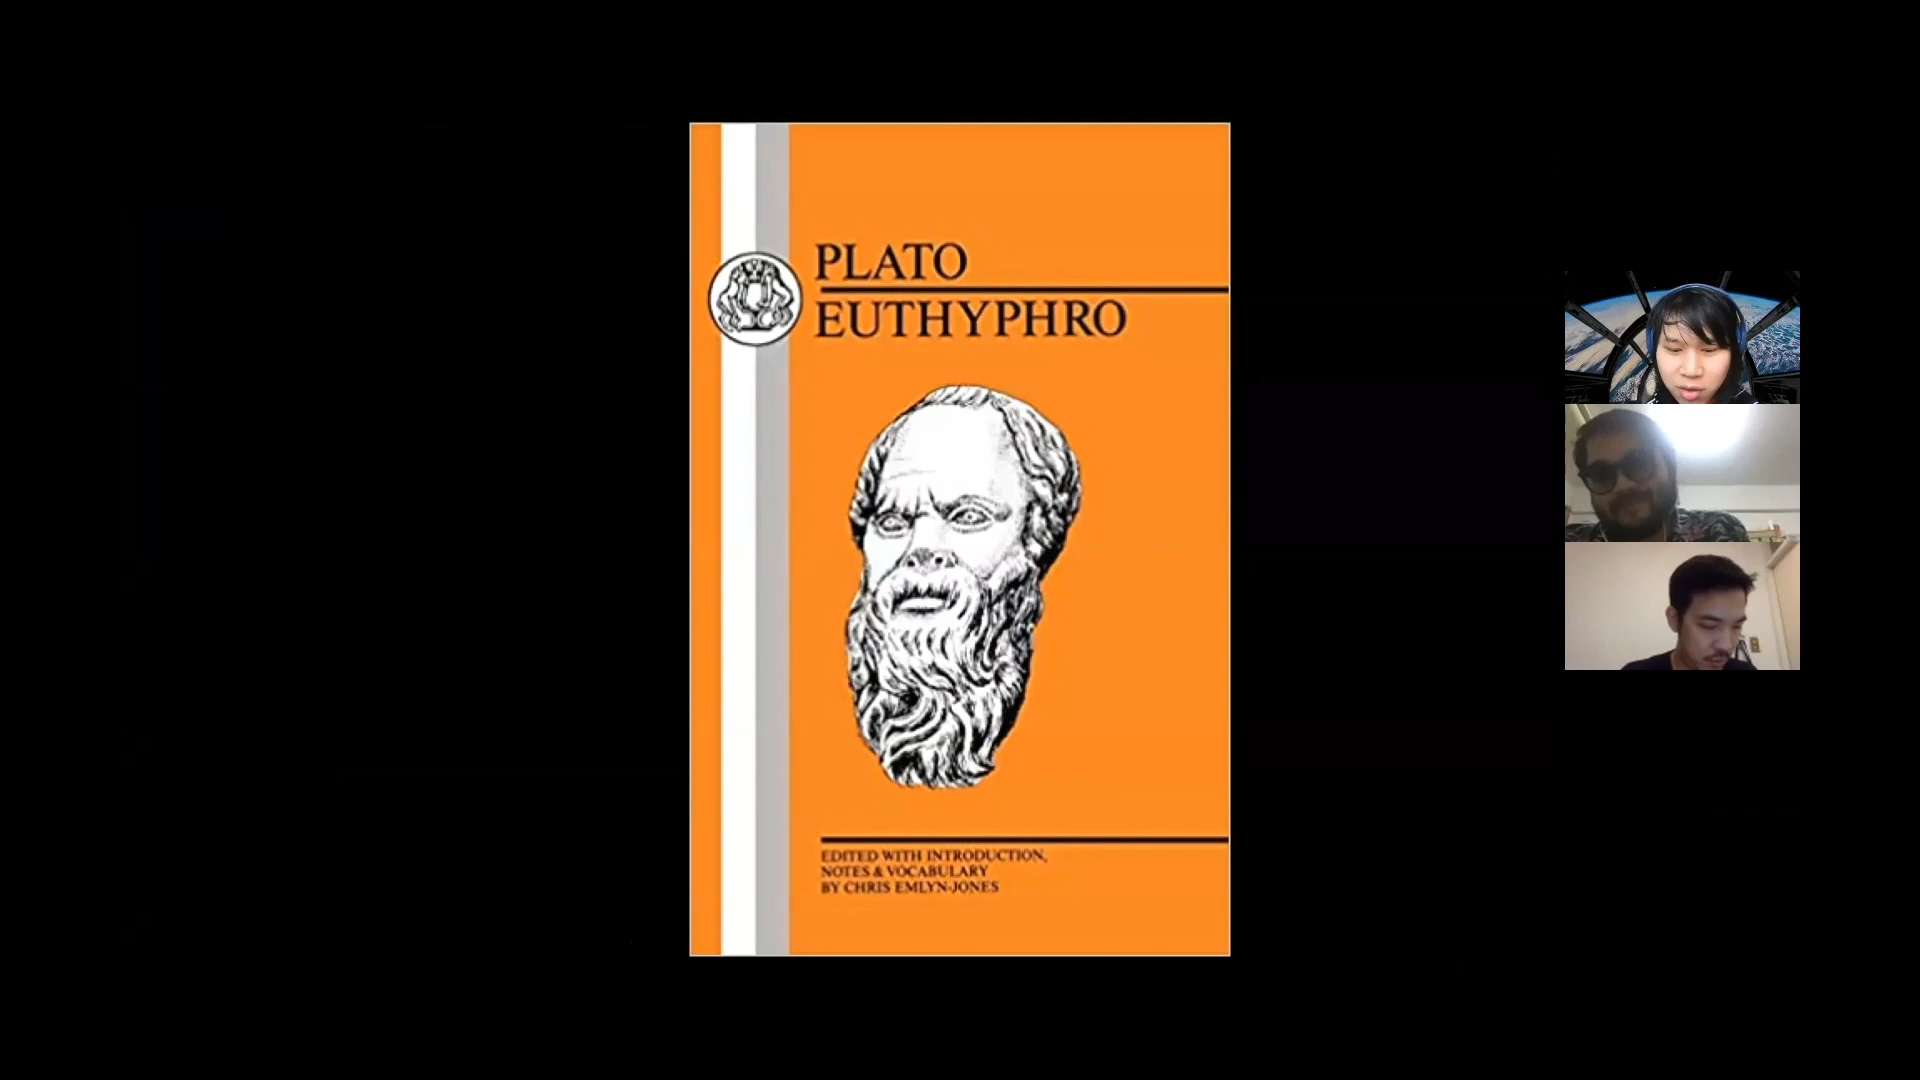 PLATO
EUTHYPHRO
EDITED WITH INTRODUCTION,
NOTES & VOCABULARY
BY CHRIS EMLYN-JONES